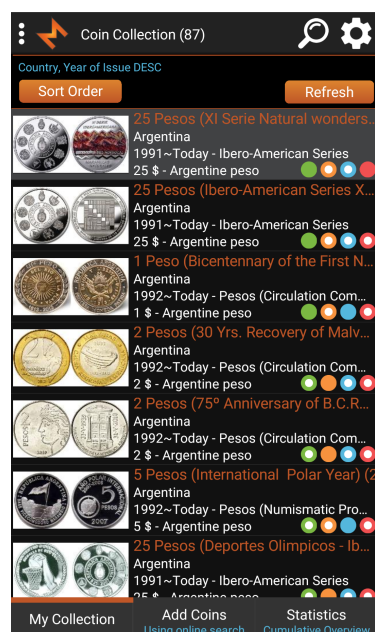 Coin Collection (87)
Country, Year of Issue DESC
Sort Order
Refresh
25 Pesos (XI Serie Natural wonders...
Argentina
1991~Today - Ibero-American Series
25 $ - Argentine peso
25 Pesos (Ibero-American Series X...
Argentina
1991~Today - Ibero-American Series
25 $ - Argentine peso
1 Peso (Bicentennary of the First N...
Argentina
1992~Today - Pesos (Circulation Com...
1 $ - Argentine peso
2 Pesos (30 Yrs. Recovery of Malv...
Argentina
1992~Today - Pesos (Circulation Com...
2 $ - Argentine peso
2 Pesos (75º Anniversary of B.C.R...
Argentina
1992~Today - Pesos (Circulation Com...
2 $ - Argentine peso
5 Pesos (International Polar Year) (2
Argentina
1992~Today - Pesos (Numismatic Pro...
5 $ - Argentine peso
5
PESOS
2007
25 Pesos (Deportes Olimpicos - Ib...
Argentina
1991~Today - Ibero-American Series
25 $ - Argentine peso
My Collection
Add Coins
Using online search
Statistics
Cumulative Overview